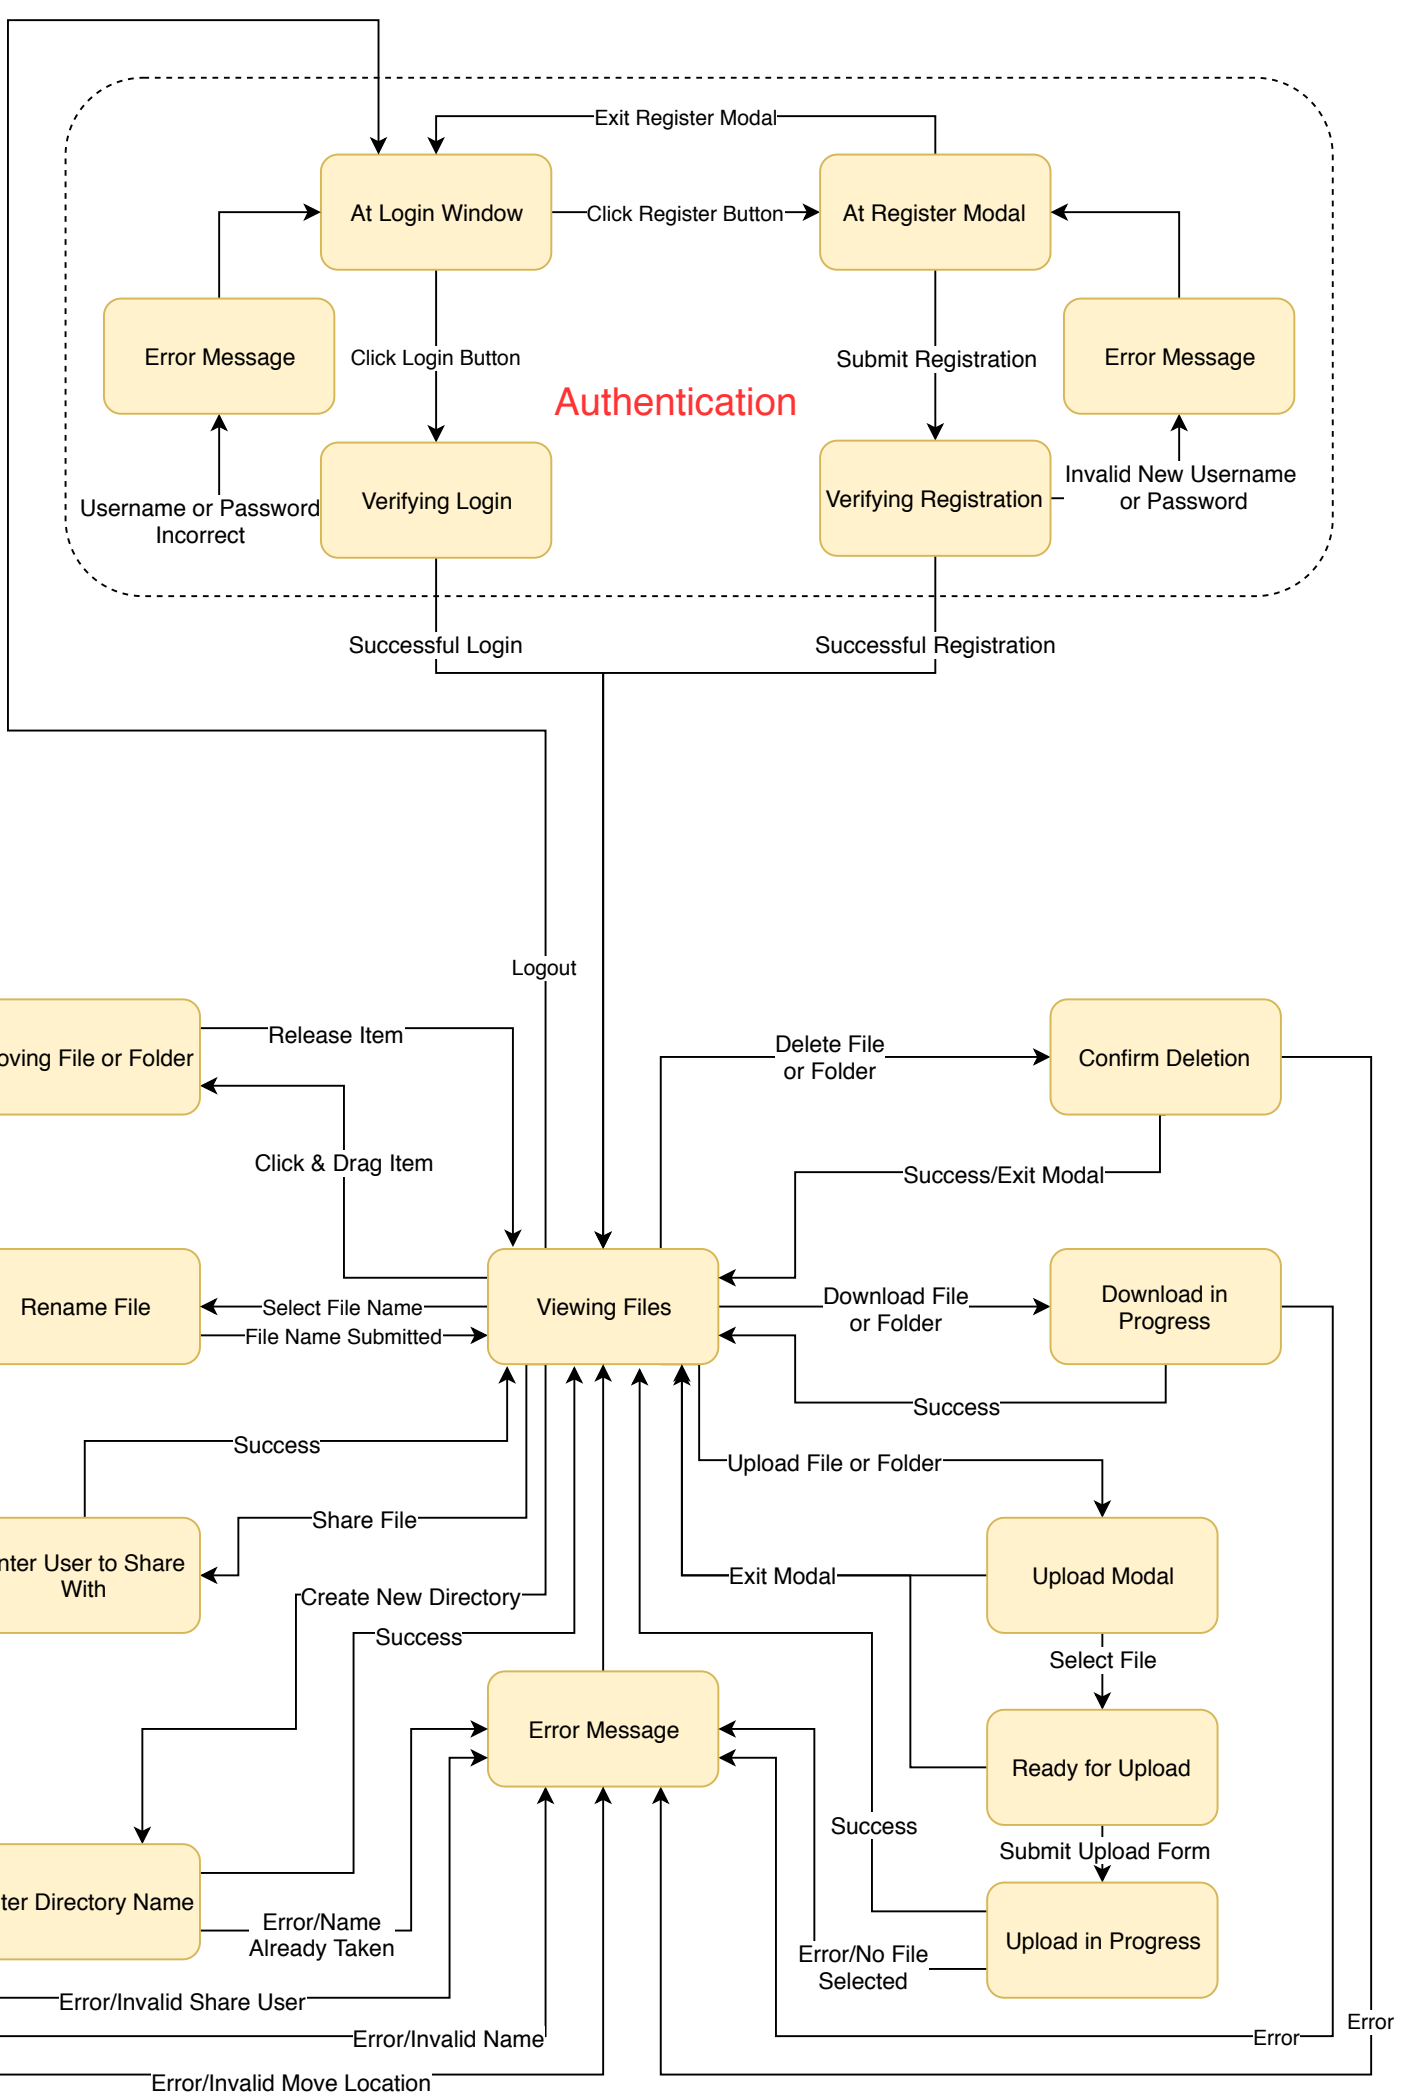 Exit Register Modal
At Login Window
Click Register Button
At Register Modal
Error Message
Click Login Button
Submit Registration
Error Message
Authentication
Username or Password
Incorrect
Verifying Login
Verifying Registration
Invalid New Username
or Password
Successful Login
Successful Registration
Logout
Release Item
oving File or Folder
Delete File
or Folder
Confirm Deletion
Click & Drag Item
Success/Exit Modal
Rename File
Select File Name
File Name Submitted
Viewing Files
Download File
or Folder
Download in
Progress
Success
Success
Upload File or Folder
Share File
nter User to Share
With
Exit Modal
Upload Modal
Create New Directory
Success
Select File
Error Message
Ready for Upload
Success
Submit Upload Form
ter Directory Name
Error/Name
Already Taken
Upload in Progress
Error/No File
Selected
Error/Invalid Share User
Error
Error/Invalid Name
Error
Error/Invalid Move Location